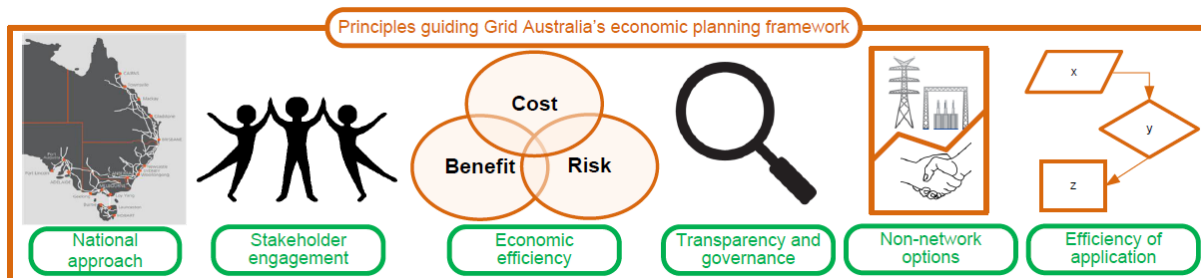 Principles guiding Grid Australia's economic planning framework
Cost
Benefit
Risk
x
y
z
National
approach
Stakeholder
engagement
Economic
efficiency
Transparency and
governance
Non-network
options
Efficiency of
application